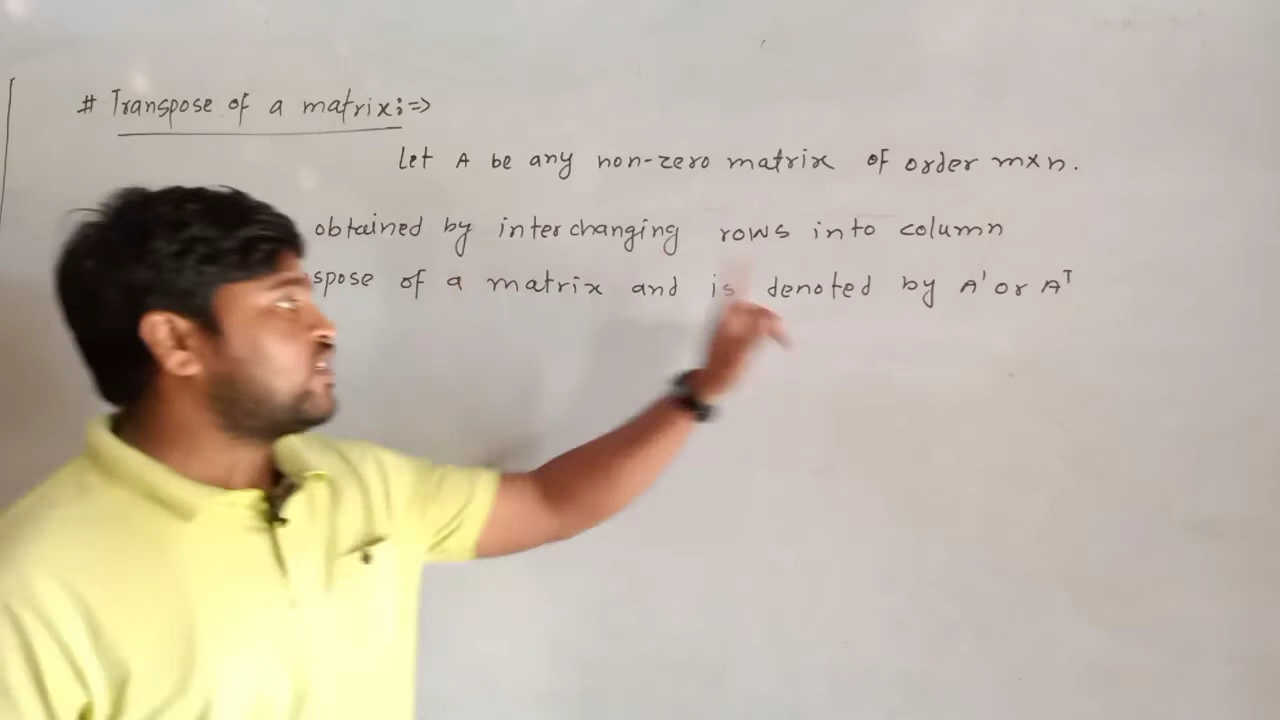 # Transpose of a matrix:⇒
Let A be any non-zero matrix of order m×n.
obtained by interchanging rows into column
spose of a matrix and is denoted by A' or Aᵀ